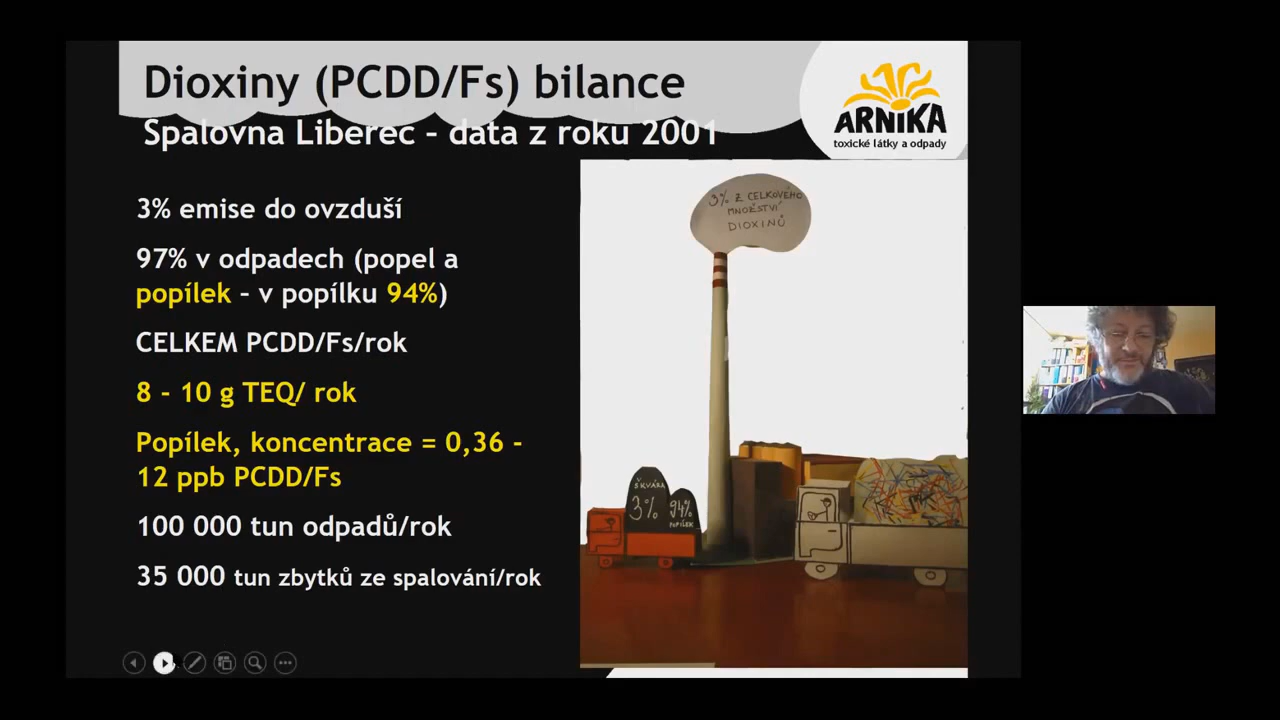 Dioxiny (PCDD/Fs) bilance
Spalovna Liberec – data z roku 2001
ARNIKA
toxické látky a odpady
3% emise do ovzduší
97% v odpadech (popel a
popílek – v popílku 94%)
CELKEM PCDD/Fs/rok
8 - 10 g TEQ/ rok
Popílek, koncentrace = 0,36 -
12 ppb PCDD/Fs
100 000 tun odpadů/rok
35 000 tun zbytků ze spalování/rok
3% Z CELKOVÉHO
MNOŽSTVÍ
DIOXINŮ
ŠKVÁRA
3%
94%
POPÍLEK